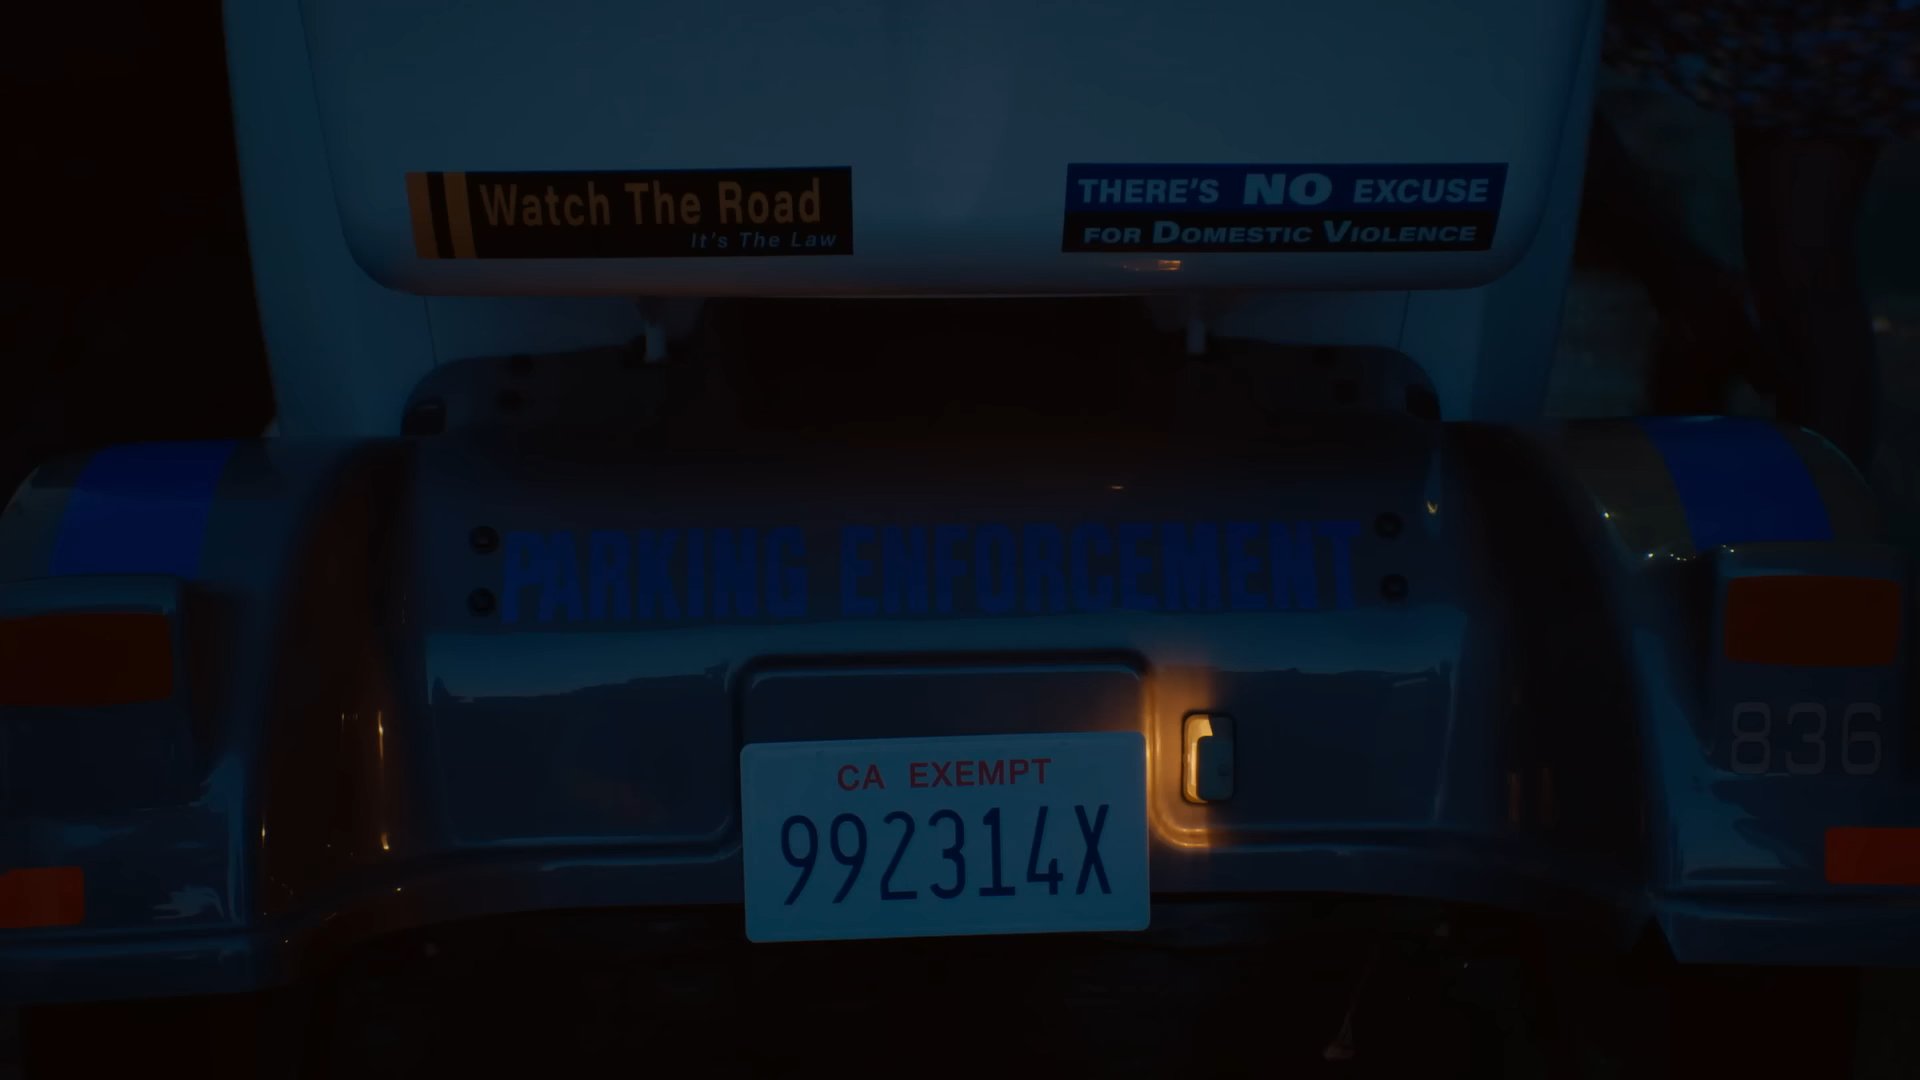 Watch The Road
It's The Law
THERE'S NO EXCUSE
FOR DOMESTIC VIOLENCE
PARKING ENFORCEMENT
836
CA EXEMPT
992314X